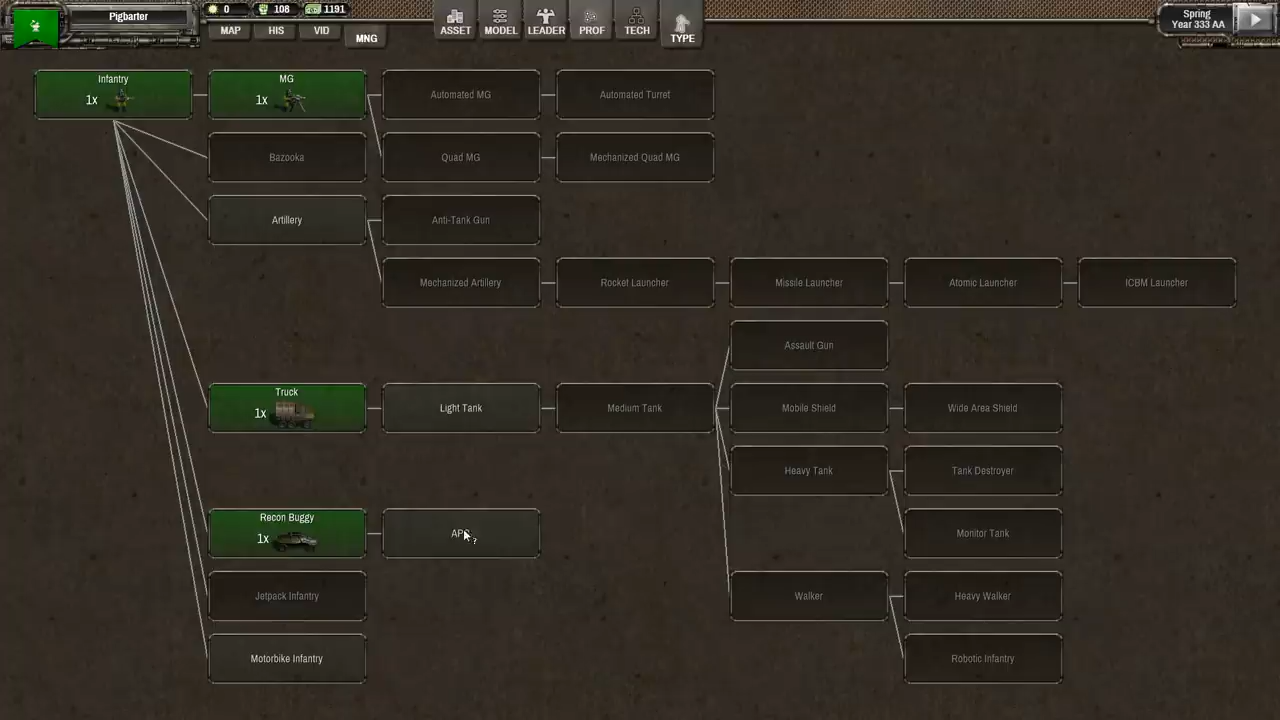 Pigbarter
0
108
1191
Spring
Year 333 AA
MAP
HIS
VID
MNG
ASSET
MODEL
LEADER
PROF
TECH
TYPE
Infantry
1x
MG
1x
Automated MG
Automated Turret
Bazooka
Quad MG
Mechanized Quad MG
Artillery
Anti-Tank Gun
Mechanized Artillery
Rocket Launcher
Missile Launcher
Atomic Launcher
ICBM Launcher
Assault Gun
Truck
1x
Light Tank
Medium Tank
Mobile Shield
Wide Area Shield
Heavy Tank
Tank Destroyer
Recon Buggy
1x
APC
?
Monitor Tank
Jetpack Infantry
Walker
Heavy Walker
Motorbike Infantry
Robotic Infantry